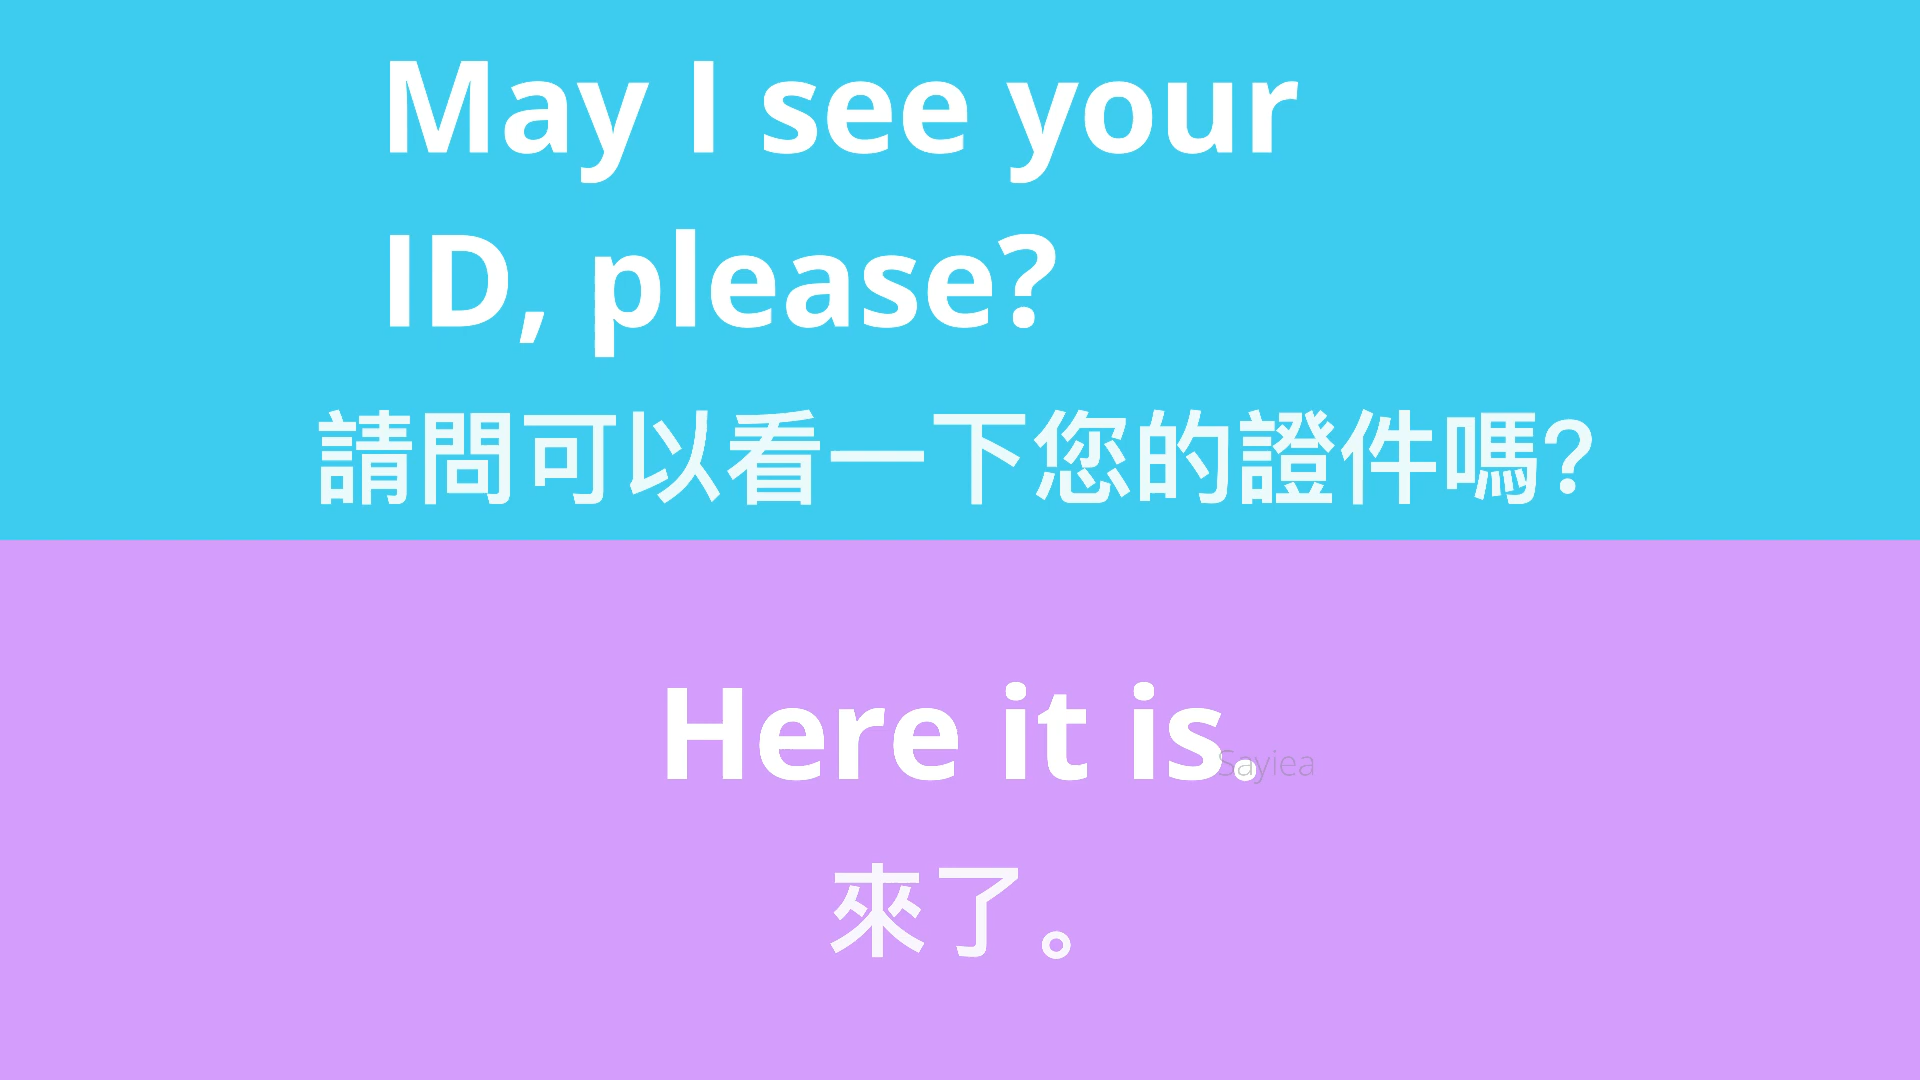 May I see your
ID, please?
請問可以看一下您的證件嗎?
Here it is.
Sayiea
來了。